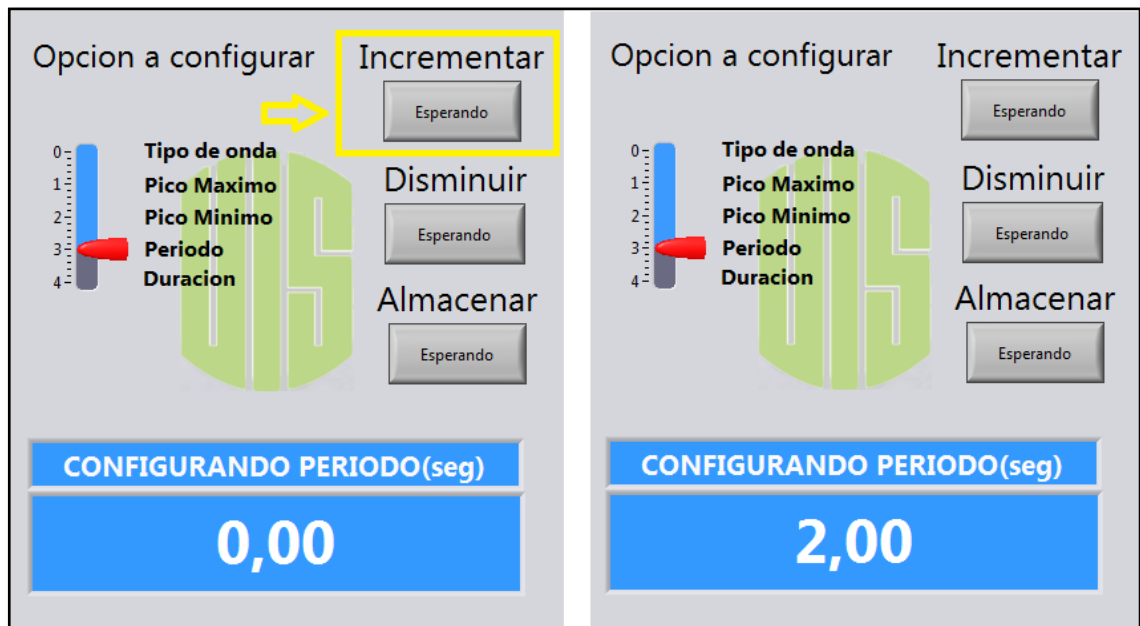 Opcion a configurar
Incrementar
Esperando
0
1
2
3
4
Tipo de onda
Pico Maximo
Pico Minimo
Periodo
Duracion
Disminuir
Esperando
Almacenar
Esperando
UTS
CONFIGURANDO PERIODO(seg)
0,00
Opcion a configurar
Incrementar
Esperando
0
1
2
3
4
Tipo de onda
Pico Maximo
Pico Minimo
Periodo
Duracion
Disminuir
Esperando
Almacenar
Esperando
UTS
CONFIGURANDO PERIODO(seg)
2,00